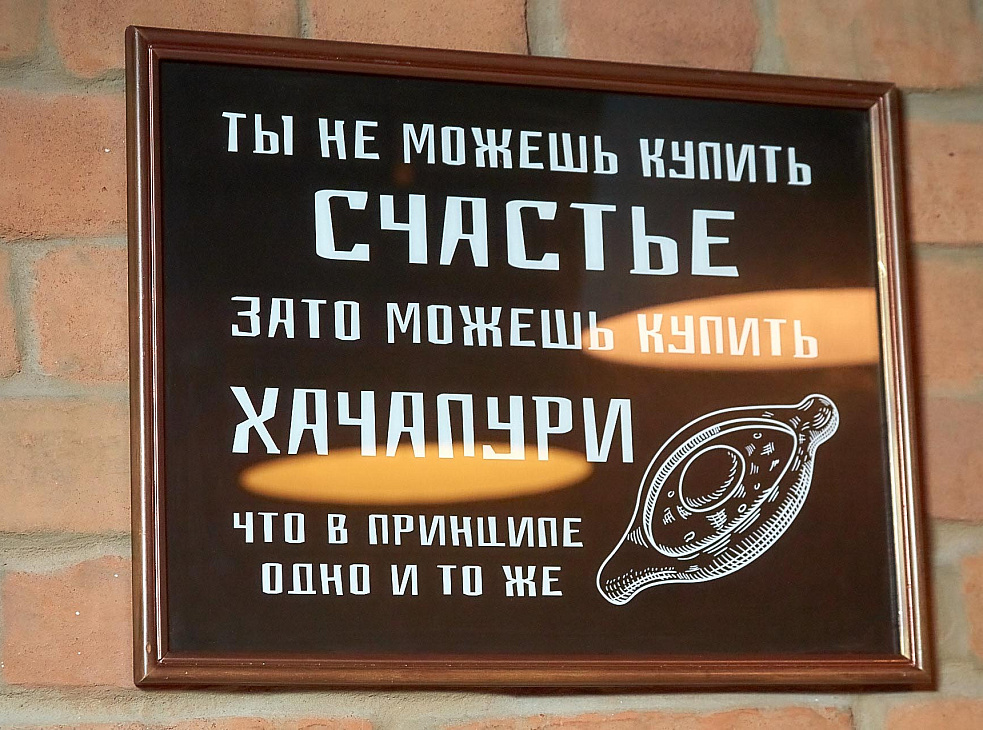 ТЫ НЕ МОЖЕШЬ КУПИТЬ
СЧАСТЬЕ
ЗАТО МОЖЕШЬ КУПИТЬ
ХАЧАПУРИ
ЧТО В ПРИНЦИПЕ
ОДНО И ТО ЖЕ